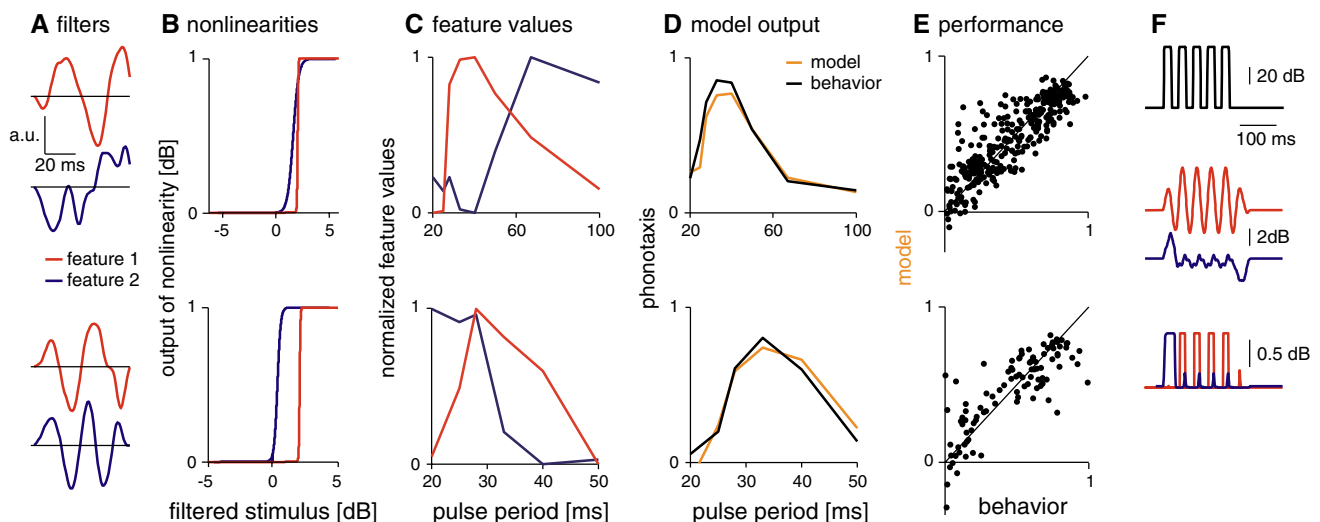 A filters
B nonlinearities
C feature values
D model output
E performance
F
a.u.
20 ms
feature 1
feature 2
output of nonlinearity [dB]
1
0
-5
0
5
1
0
-5
0
5
filtered stimulus [dB]
normalized feature values
1
0
20
60
100
1
0
20
30
40
50
pulse period [ms]
phonotaxis
model
behavior
1
0
20
60
100
1
0
20
30
40
50
pulse period [ms]
model
1
0
1
1
0
1
behavior
20 dB
100 ms
2dB
0.5 dB